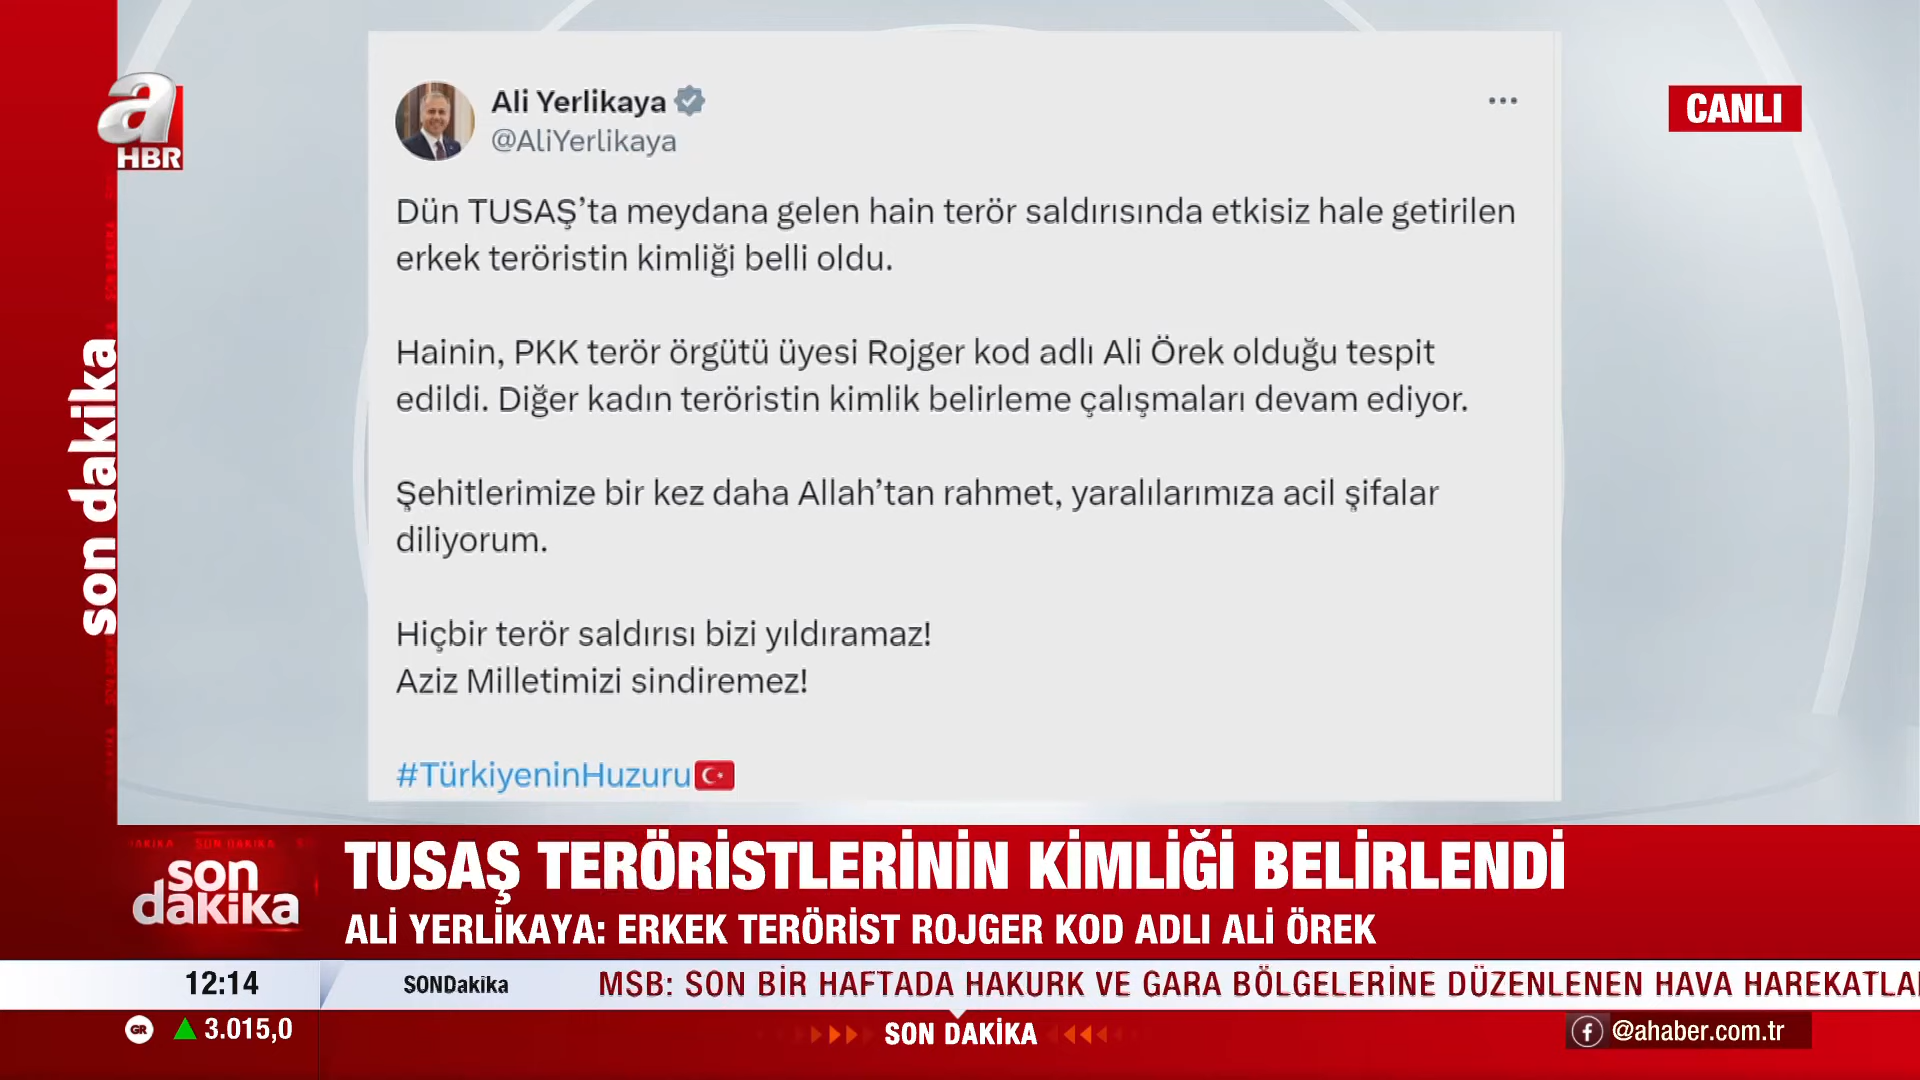 a
HBR
CANLI
son dakika
Ali Yerlikaya
@AliYerlikaya
Dün TUSAŞ’ta meydana gelen hain terör saldırısında etkisiz hale getirilen
erkek teröristin kimliği belli oldu.
Hainin, PKK terör örgütü üyesi Rojger kod adlı Ali Örek olduğu tespit
edildi. Diğer kadın teröristin kimlik belirleme çalışmaları devam ediyor.
Şehitlerimize bir kez daha Allah’tan rahmet, yaralılarımıza acil şifalar
diliyorum.
Hiçbir terör saldırısı bizi yıldıramaz!
Aziz Milletimizi sindiremez!
#TürkiyeninHuzuru
son
dakika
TUSAŞ TERÖRİSTLERİNİN KİMLİĞİ BELİRLENDİ
ALİ YERLİKAYA: ERKEK TERÖRİST ROJGER KOD ADLI ALİ ÖREK
12:14
SONDakika
MSB: SON BİR HAFTADA HAKURK VE GARA BÖLGELERİNE DÜZENLENEN HAVA HAREKATLA
GR 3.015,0
SON DAKİKA
@ahaber.com.tr